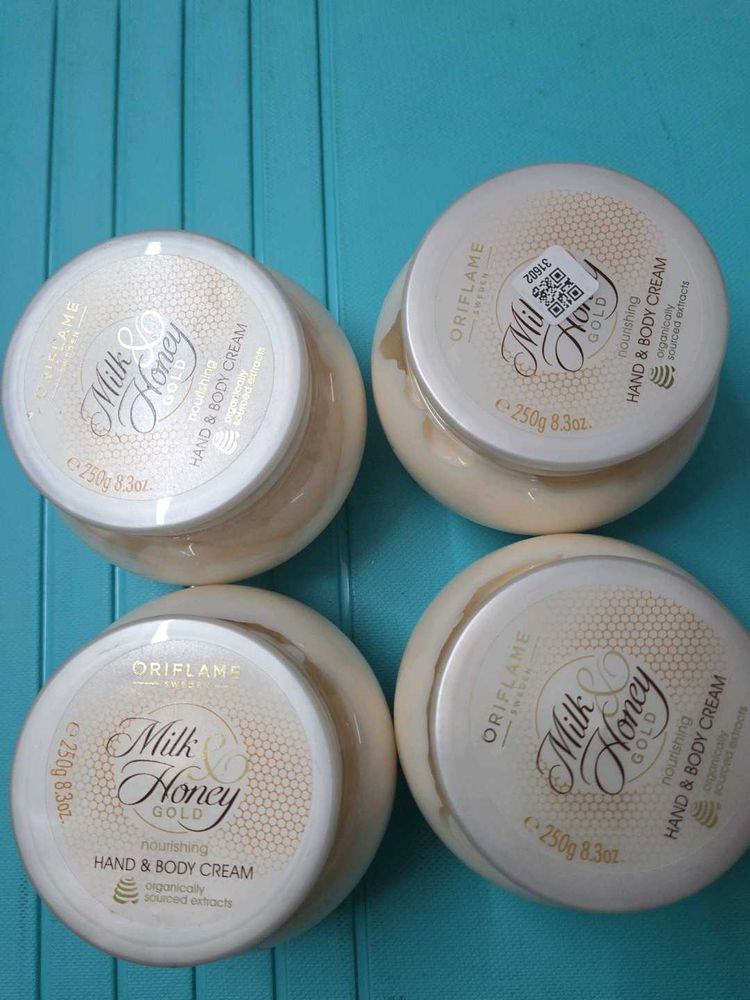 ORIFLAME
SWEDEN
Milk &
Honey
GOLD
nourishing
HAND & BODY CREAM
organically
sourced extracts
e 250g 8.3oz.
ORIFLAME
SWEDEN
31602
Milk
Honey
GOLD
nourishing
HAND & BODY CREAM
organically
sourced extracts
e 250g 8.3oz.
ORIFLAME
SWEDEN
Milk &
Honey
GOLD
nourishing
HAND & BODY CREAM
organically
sourced extracts
e 250g 8.3oz.
ORIFLAME
SWEDEN
Milk &
Honey
GOLD
nourishing
HAND & BODY CREAM
organically
sourced extracts
e 250g 8.3oz.